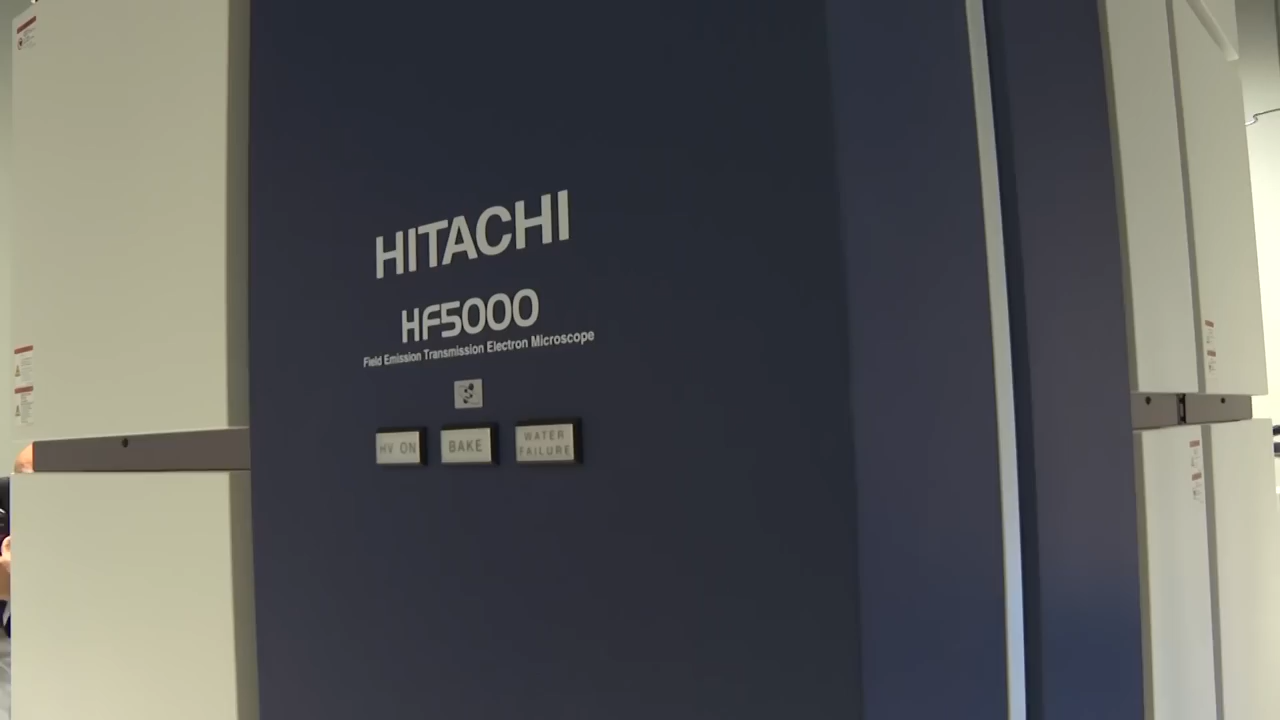 HITACHI
HF5000
Field Emission Transmission Electron Microscope
HV ON
BAKE
WATER
FAILURE